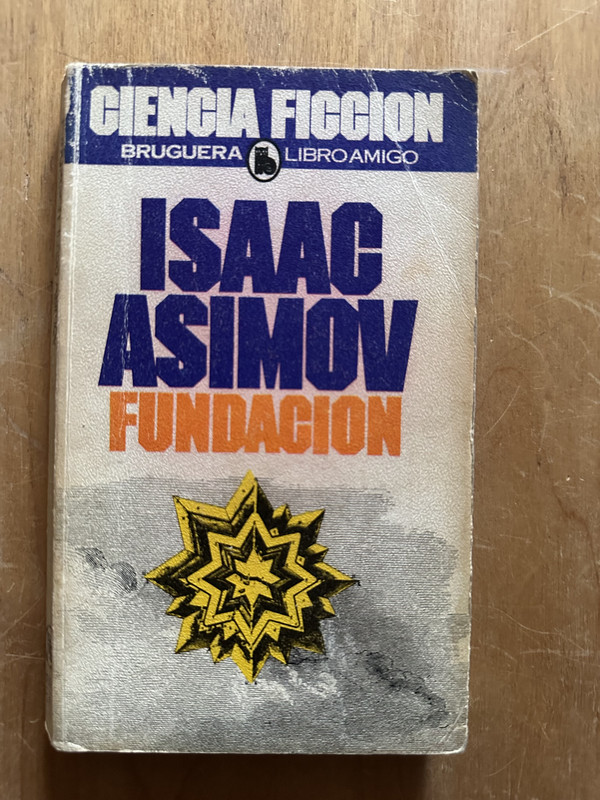 CIENCIA FICCION
BRUGUERA LIBRO AMIGO
ISAAC
ASIMOV
FUNDACION